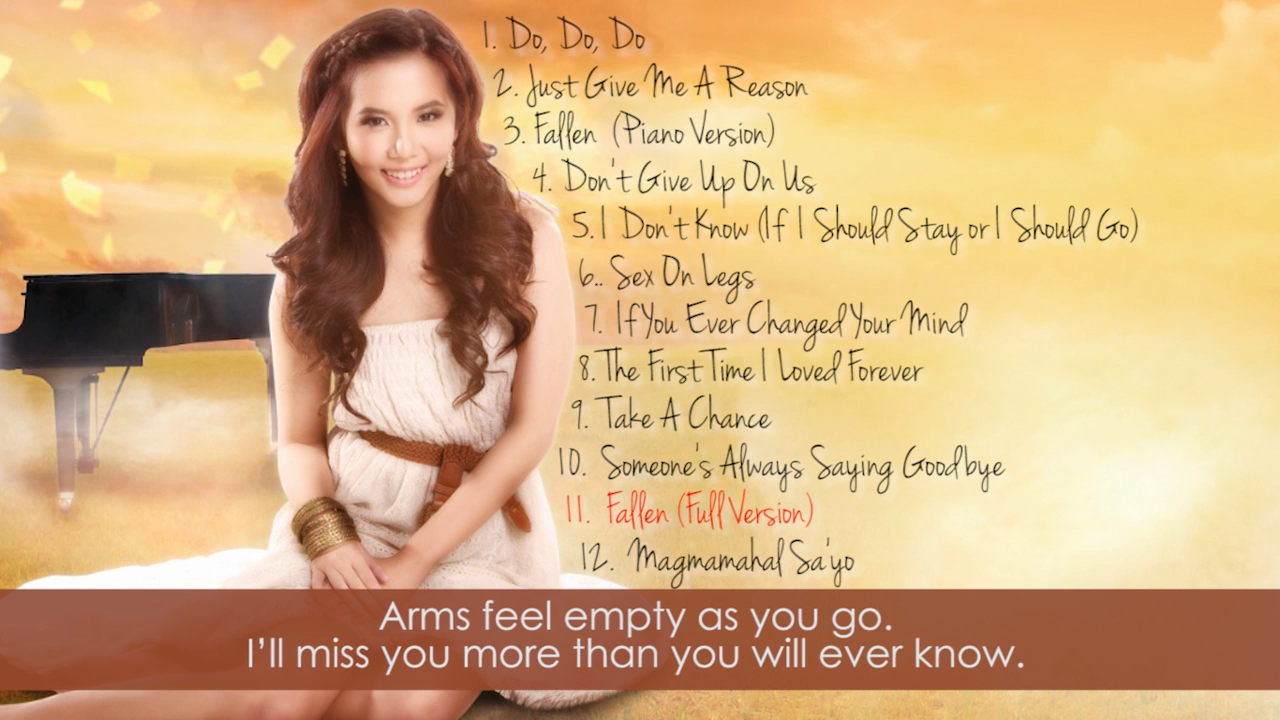 1. Do, Do, Do
2. Just Give Me A Reason
3. Fallen (Piano Version)
4. Don't Give Up On Us
5. I Don't Know (If I Should Stay or I Should Go)
6.. Sex On Legs
7. If You Ever Changed Your Mind
8. The First Time I Loved Forever
9. Take A Chance
10. Someone's Always Saying Goodbye
11. Fallen (Full Version)
12. Magmamahal Sa'yo
Arms feel empty as you go.
I’ll miss you more than you will ever know.